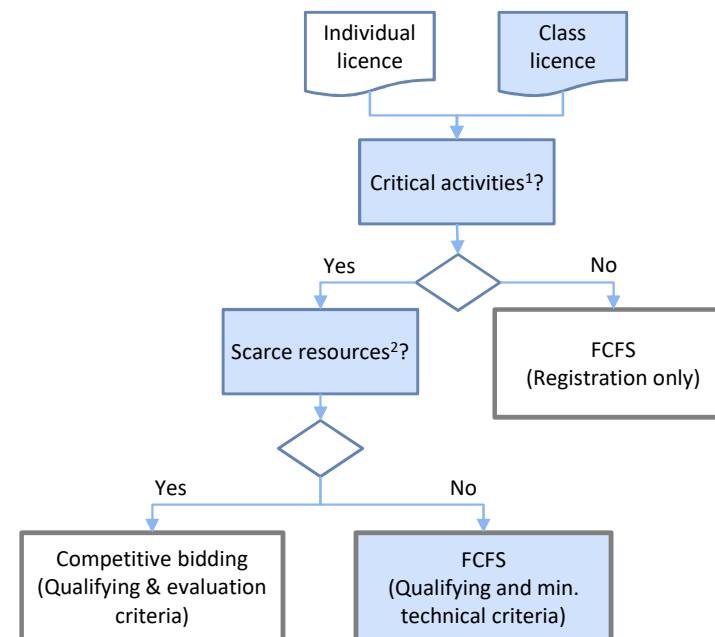 Individual
licence
Class
licence
Critical activities¹?
Yes
No
Scarce resources²?
FCFS
(Registration only)
Yes
No
Competitive bidding
(Qualifying & evaluation
criteria)
FCFS
(Qualifying and min.
technical criteria)